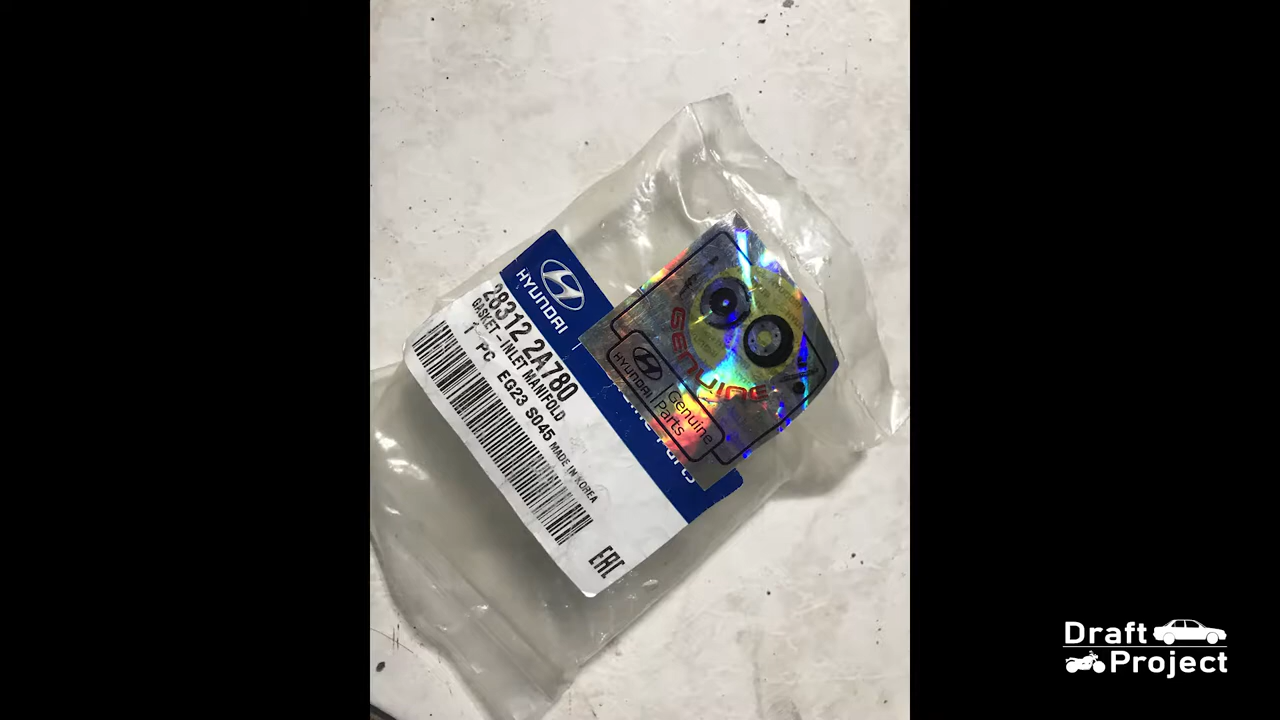 HYUNDAI
28312 2A780
GASKET-INLET MANIFOLD
1 PC EG23 S045 MADE IN KOREA
EAC
GENUINE
HYUNDAI
Genuine
Parts
Parts
Draft
Project